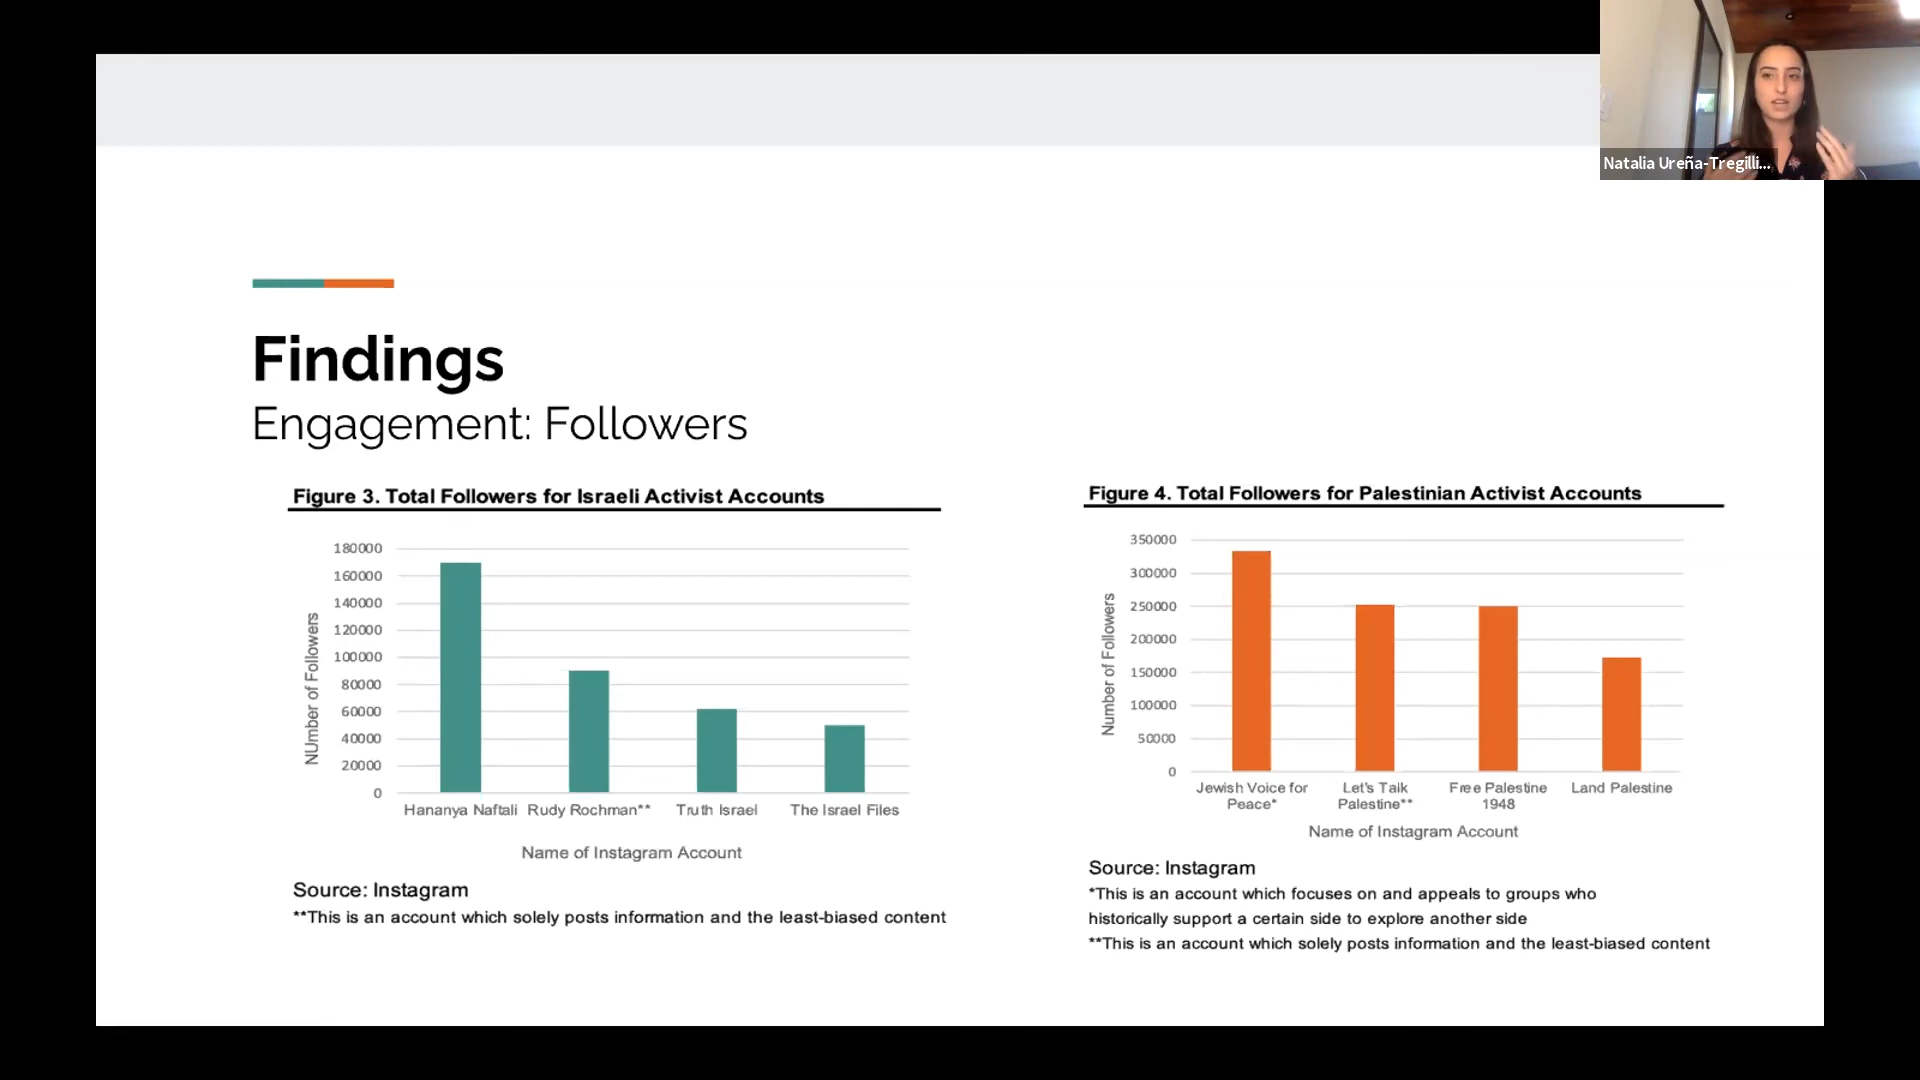 Natalia Ureña-Tregilli...
Findings
Engagement: Followers
Figure 3. Total Followers for Israeli Activist Accounts
180000
160000
140000
120000
100000
80000
60000
40000
20000
0
NUmber of Followers
Hananya Naftali Rudy Rochman** Truth Israel The Israel Files
Name of Instagram Account
Source: Instagram
**This is an account which solely posts information and the least-biased content
Figure 4. Total Followers for Palestinian Activist Accounts
350000
300000
250000
200000
150000
100000
50000
0
Number of Followers
Jewish Voice for Let's Talk Free Palestine Land Palestine
Peace* Palestine** 1948
Name of Instagram Account
Source: Instagram
*This is an account which focuses on and appeals to groups who
historically support a certain side to explore another side
**This is an account which solely posts information and the least-biased content